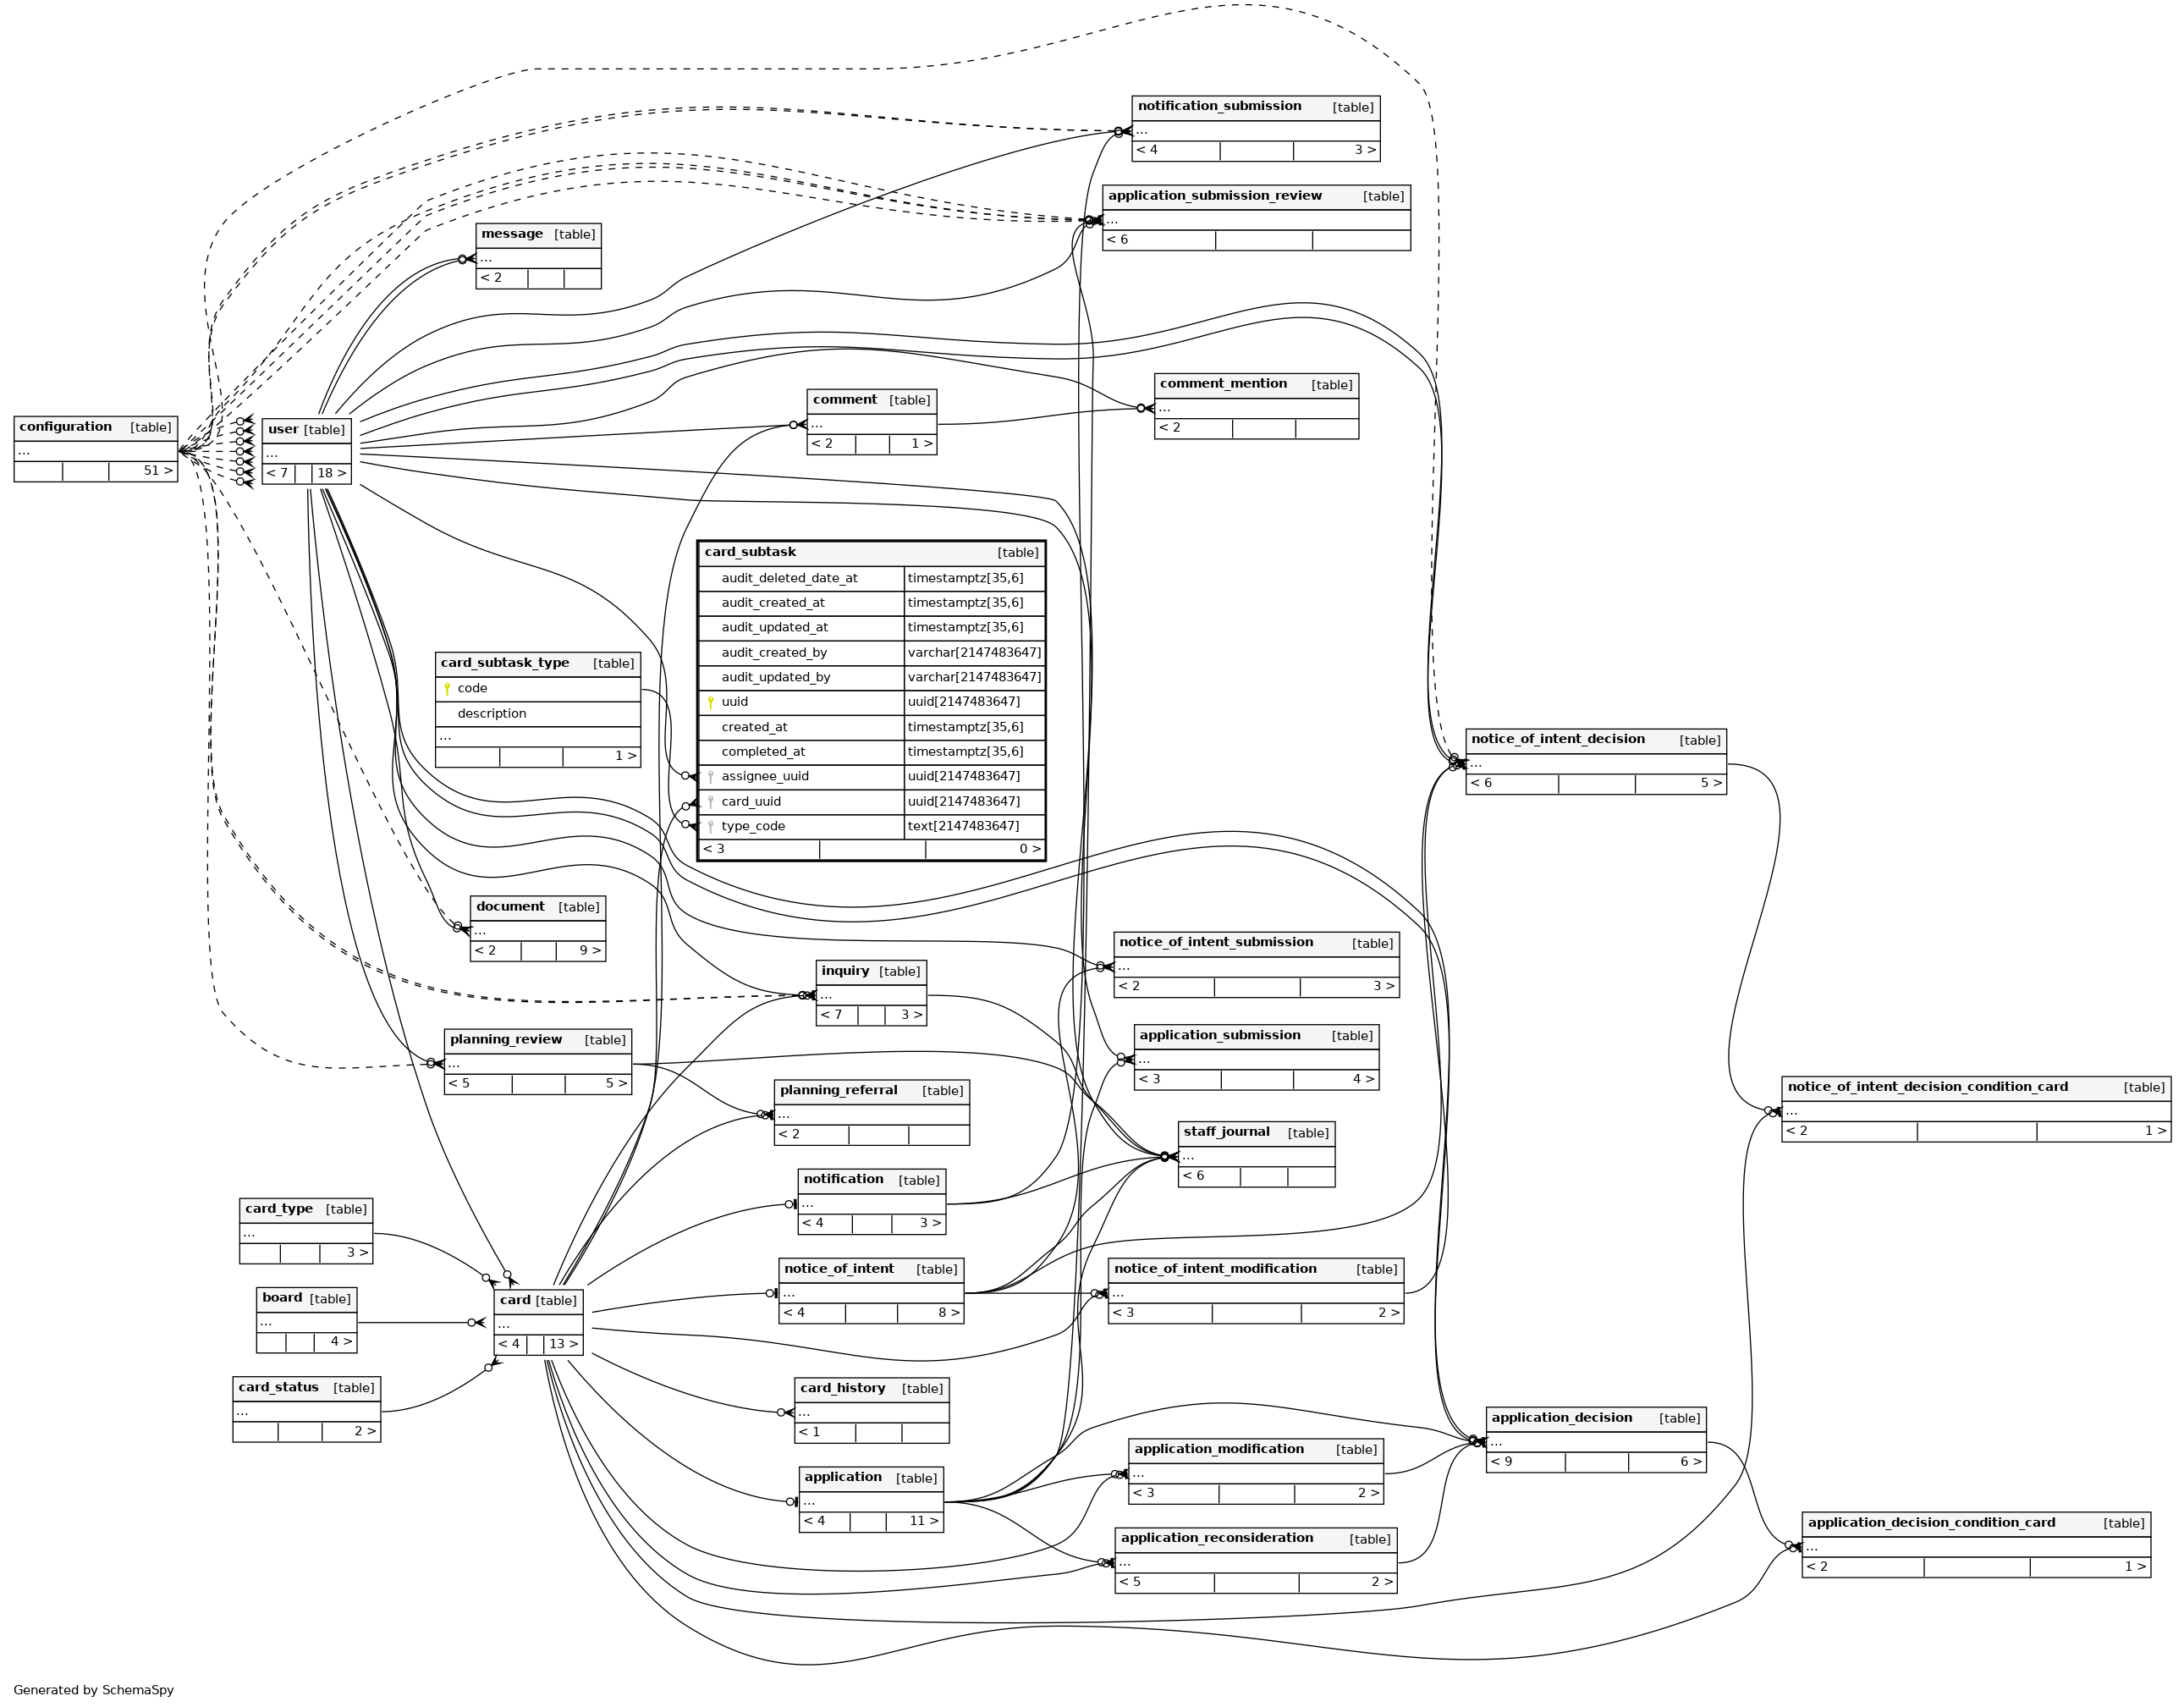 notification_submission [table]
...
< 4 3 >
application_submission_review [table]
...
< 6
message [table]
...
< 2
comment_mention [table]
...
< 2
comment [table]
...
< 2 1 >
configuration [table]
...
51 >
user [table]
...
< 7 18 >
card_subtask [table]
audit_deleted_date_at timestamptz[35,6]
audit_created_at timestamptz[35,6]
audit_updated_at timestamptz[35,6]
audit_created_by varchar[2147483647]
audit_updated_by varchar[2147483647]
uuid uuid[2147483647]
created_at timestamptz[35,6]
completed_at timestamptz[35,6]
assignee_uuid uuid[2147483647]
card_uuid uuid[2147483647]
type_code text[2147483647]
< 3 0 >
card_subtask_type [table]
code
description
...
1 >
notice_of_intent_decision [table]
...
< 6 5 >
document [table]
...
< 2 9 >
notice_of_intent_submission [table]
...
< 2 3 >
inquiry [table]
...
< 7 3 >
application_submission [table]
...
< 3 4 >
planning_review [table]
...
< 5 5 >
planning_referral [table]
...
< 2
notice_of_intent_decision_condition_card [table]
...
< 2 1 >
staff_journal [table]
...
< 6
notification [table]
...
< 4 3 >
card_type [table]
...
3 >
notice_of_intent [table]
...
< 4 8 >
notice_of_intent_modification [table]
...
< 3 2 >
board [table]
...
4 >
card [table]
...
< 4 13 >
card_status [table]
...
2 >
card_history [table]
...
< 1
application_decision [table]
...
< 9 6 >
application_modification [table]
...
< 3 2 >
application [table]
...
< 4 11 >
application_reconsideration [table]
...
< 5 2 >
application_decision_condition_card [table]
...
< 2 1 >
Generated by SchemaSpy